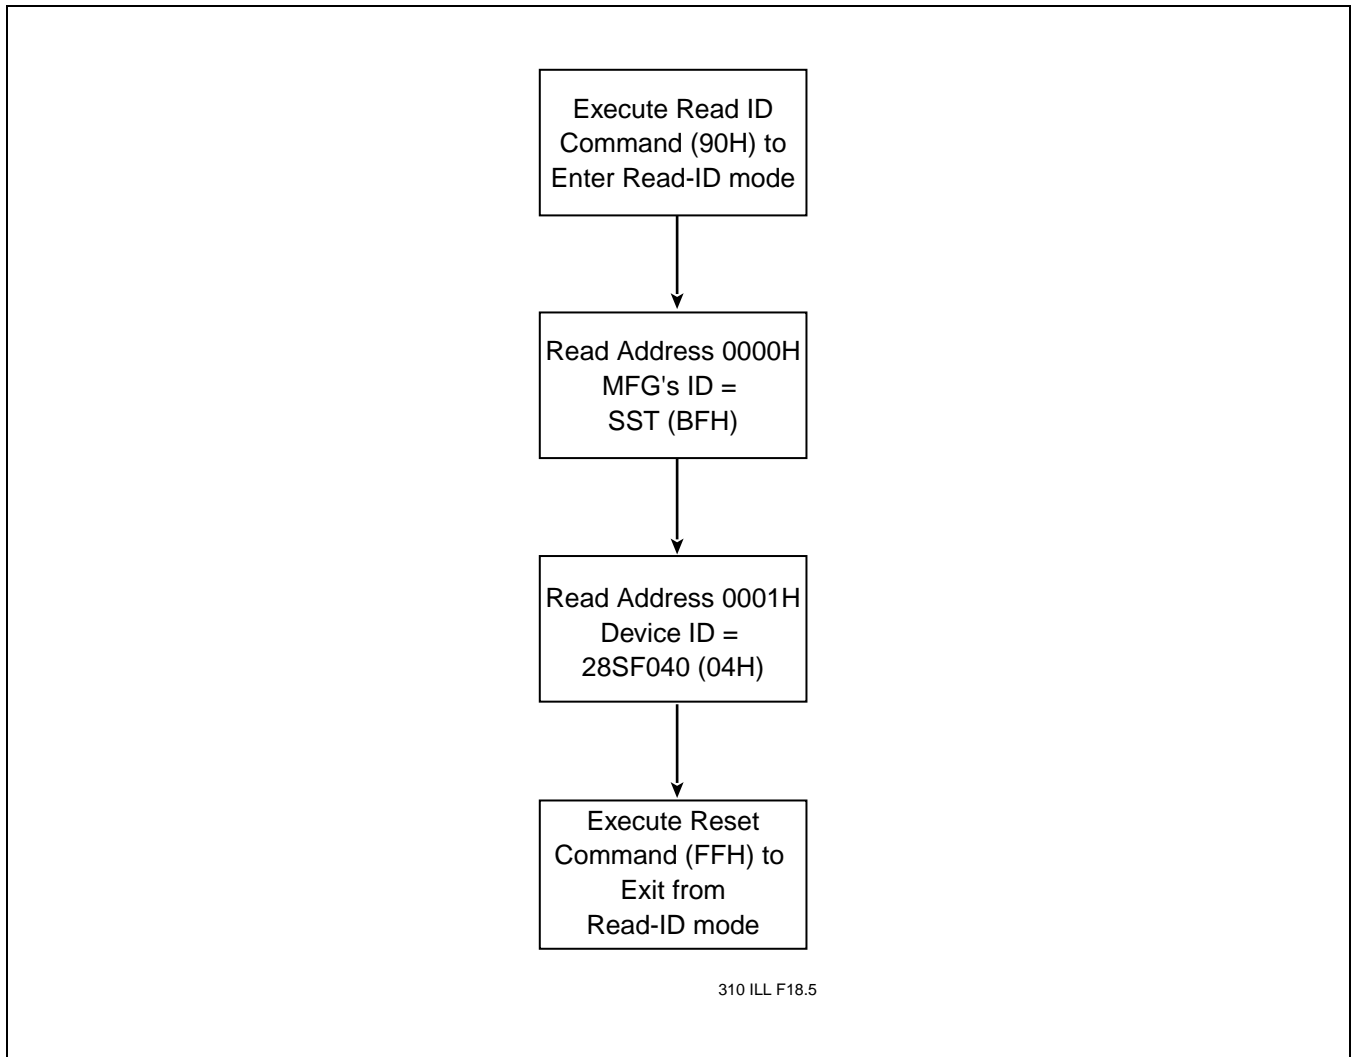 Execute Read ID
Command (90H) to
Enter Read-ID mode
Read Address 0000H
MFG's ID =
SST (BFH)
Read Address 0001H
Device ID =
28SF040 (04H)
Execute Reset
Command (FFH) to
Exit from
Read-ID mode
310 ILL F18.5